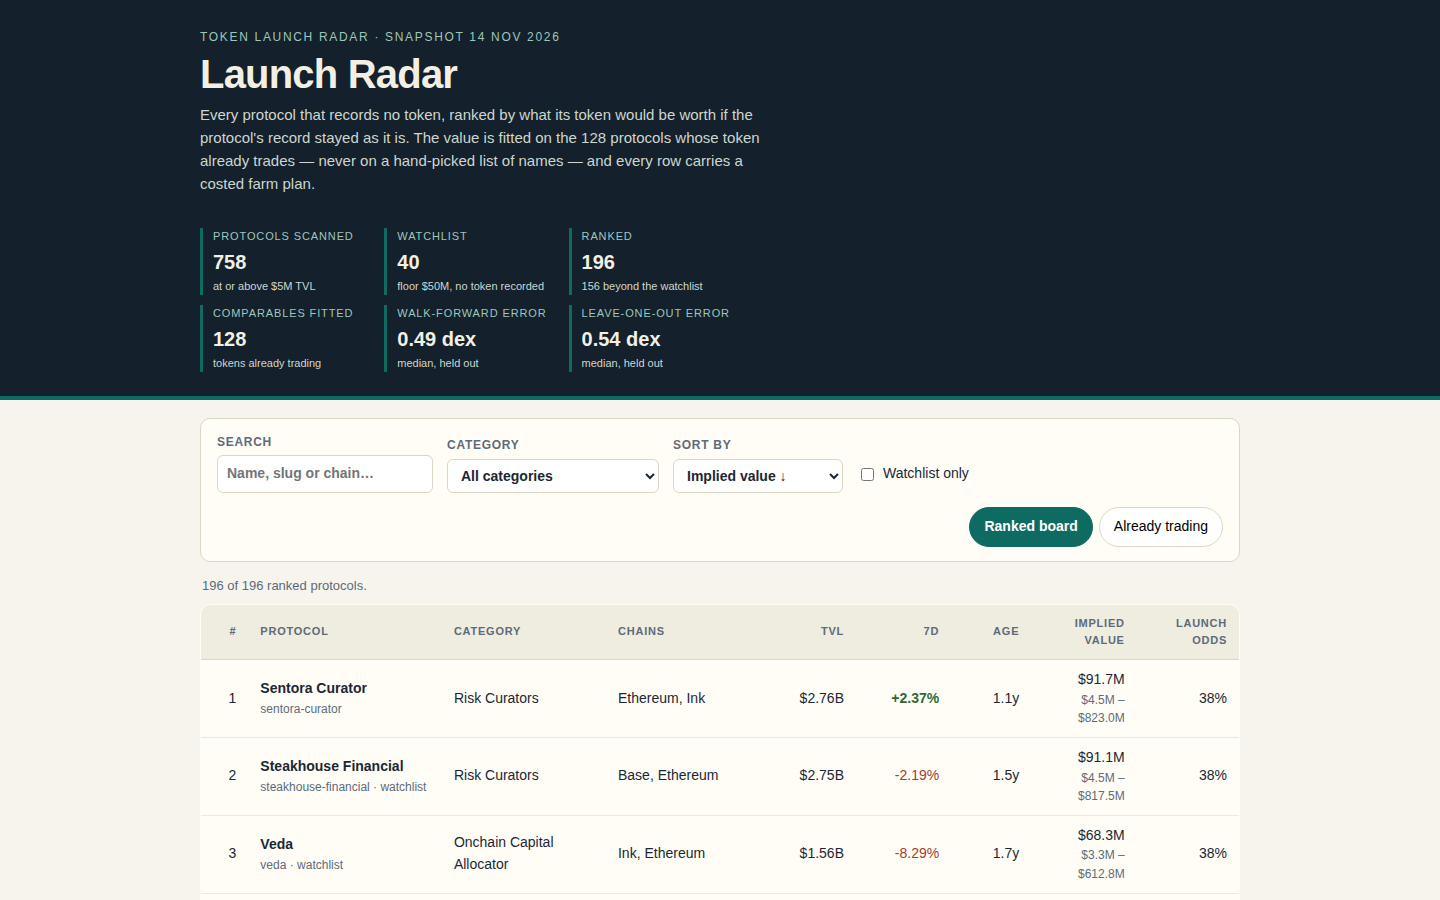 TOKEN LAUNCH RADAR · SNAPSHOT 14 NOV 2026
Launch Radar
Every protocol that records no token, ranked by what its token would be worth if the
protocol's record stayed as it is. The value is fitted on the 128 protocols whose token
already trades — never on a hand-picked list of names — and every row carries a
costed farm plan.
PROTOCOLS SCANNED
758
at or above $5M TVL
WATCHLIST
40
floor $50M, no token recorded
RANKED
196
156 beyond the watchlist
COMPARABLES FITTED
128
tokens already trading
WALK-FORWARD ERROR
0.49 dex
median, held out
LEAVE-ONE-OUT ERROR
0.54 dex
median, held out
SEARCH
Name, slug or chain…
CATEGORY
All categories
SORT BY
Implied value ↓
Watchlist only
Ranked board
Already trading
196 of 196 ranked protocols.
# PROTOCOL CATEGORY CHAINS TVL 7D AGE IMPLIED VALUE LAUNCH ODDS
1 Sentora Curator Risk Curators Ethereum, Ink $2.76B +2.37% 1.1y $91.7M 38%
sentora-curator $4.5M – $823.0M
2 Steakhouse Financial Risk Curators Base, Ethereum $2.75B -2.19% 1.5y $91.1M 38%
steakhouse-financial · watchlist $4.5M – $817.5M
3 Veda Onchain Capital Allocator Ink, Ethereum $1.56B -8.29% 1.7y $68.3M 38%
veda · watchlist $3.3M – $612.8M